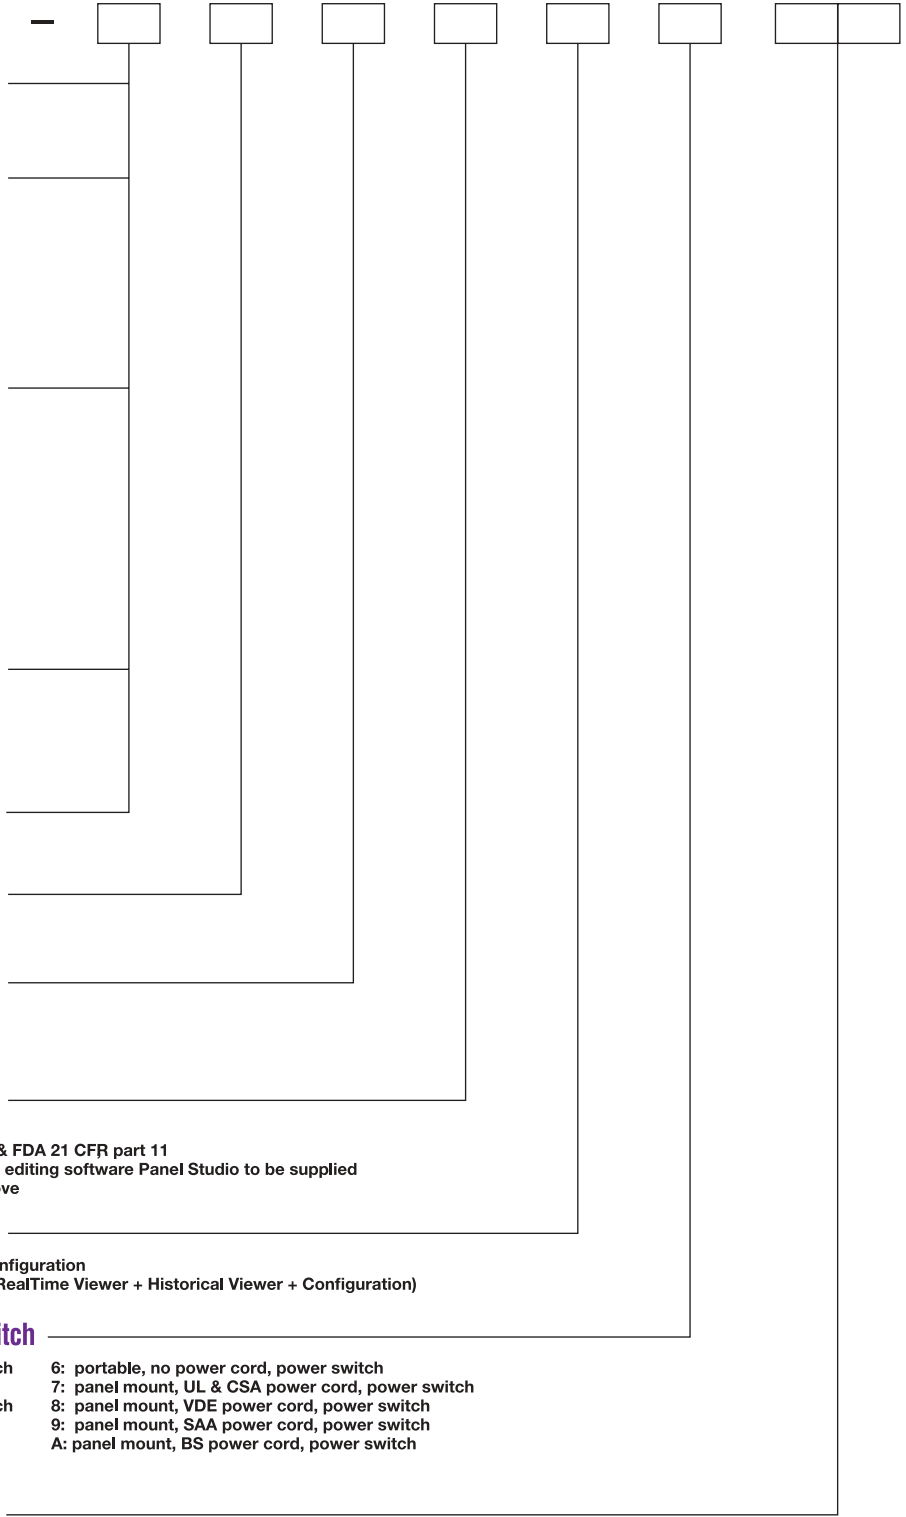 –
& FDA 21 CFR part 11
editing software Panel Studio to be supplied
ove
nfiguration
RealTime Viewer + Historical Viewer + Configuration)
itch
ch 6: portable, no power cord, power switch
7: panel mount, UL & CSA power cord, power switch
ch 8: panel mount, VDE power cord, power switch
9: panel mount, SAA power cord, power switch
A: panel mount, BS power cord, power switch